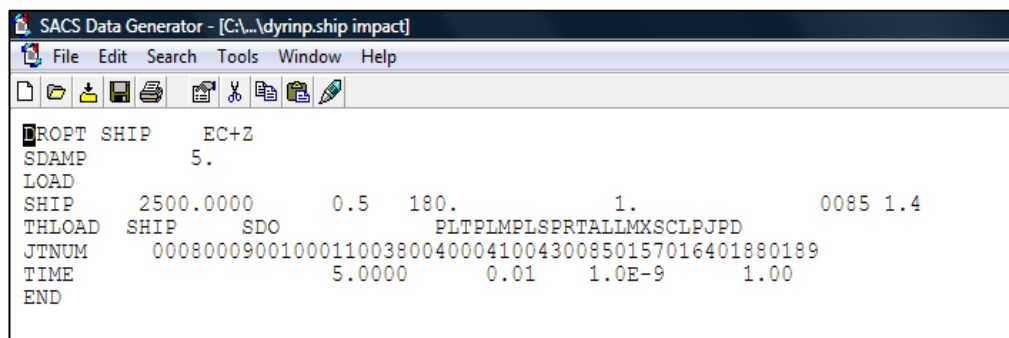 SACS Data Generator - [C:\...\dyrinp.ship impact]
File Edit Search Tools Window Help
DROPT SHIP EC+Z
SDAMP 5.
LOAD
SHIP 2500.0000 0.5 180. 1. 0085 1.4
THLOAD SHIP SDO PLTPLMPLSPRTALLMXSCLPJPD
JTNUM 0008000900100011003800400041004300850157016401880189
TIME 5.0000 0.01 1.0E-9 1.00
END